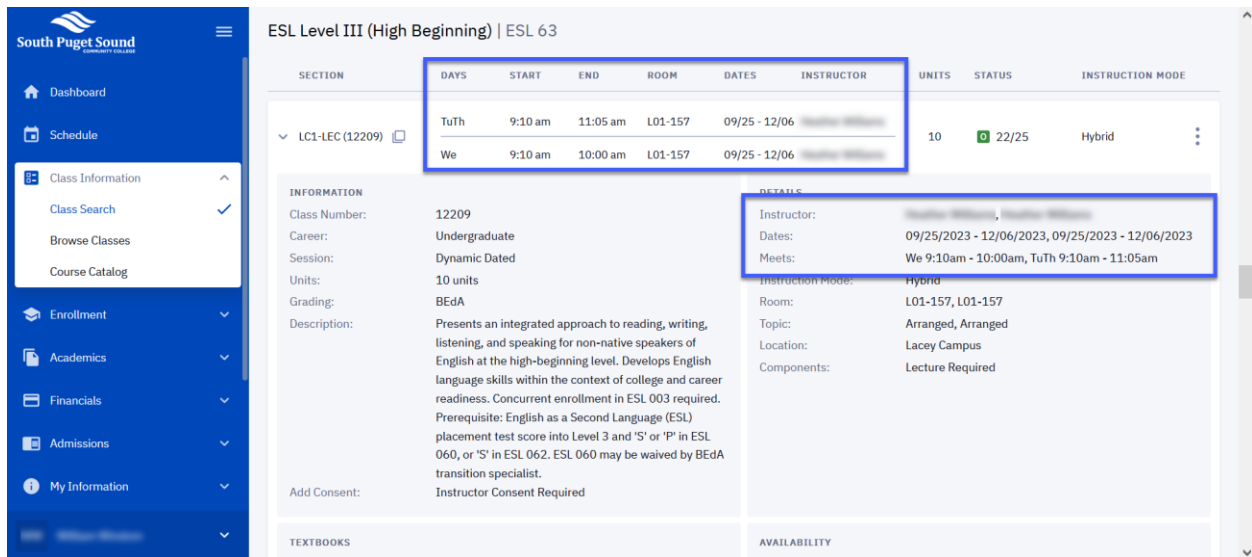 South Puget Sound
COMMUNITY COLLEGE
Dashboard
Schedule
Class Information
Class Search
Browse Classes
Course Catalog
Enrollment
Academics
Financials
Admissions
My Information
ESL Level III (High Beginning) | ESL 63
SECTION DAYS START END ROOM DATES INSTRUCTOR UNITS STATUS INSTRUCTION MODE
LC1-LEC (12209) TuTh 9:10 am 11:05 am L01-157 09/25 - 12/06 10 O 22/25 Hybrid
We 9:10 am 10:00 am L01-157 09/25 - 12/06
INFORMATION
Class Number: 12209
Career: Undergraduate
Session: Dynamic Dated
Units: 10 units
Grading: BEdA
Description: Presents an integrated approach to reading, writing,
listening, and speaking for non-native speakers of
English at the high-beginning level. Develops English
language skills within the context of college and career
readiness. Concurrent enrollment in ESL 003 required.
Prerequisite: English as a Second Language (ESL)
placement test score into Level 3 and 'S' or 'P' in ESL
060, or 'S' in ESL 062. ESL 060 may be waived by BEdA
transition specialist.
Add Consent: Instructor Consent Required
DETAILS
Instructor: ,
Dates: 09/25/2023 - 12/06/2023, 09/25/2023 - 12/06/2023
Meets: We 9:10am - 10:00am, TuTh 9:10am - 11:05am
Instruction Mode: Hybrid
Room: L01-157, L01-157
Topic: Arranged, Arranged
Location: Lacey Campus
Components: Lecture Required
TEXTBOOKS
AVAILABILITY